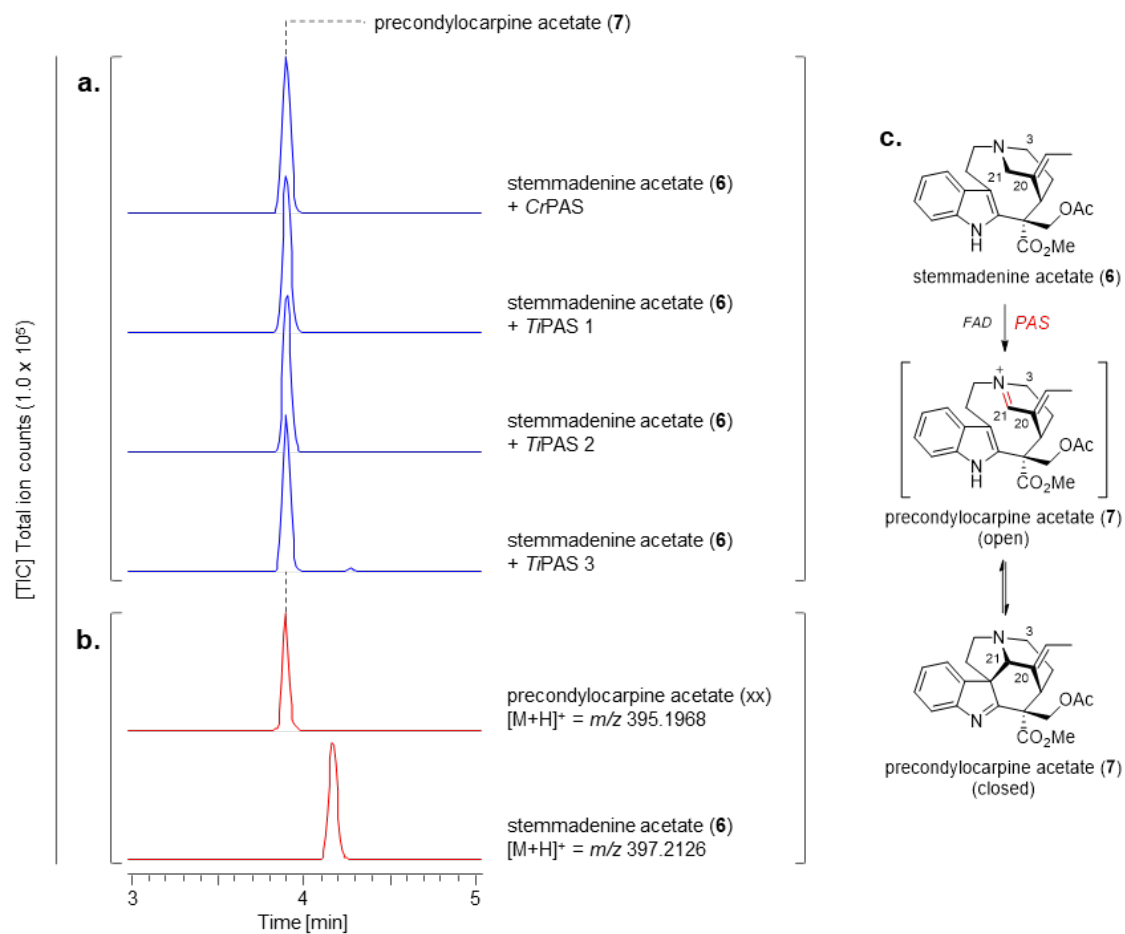 precondylocarpine acetate (7)
a.
[TIC] Total ion counts (1.0 x 10⁵)
stemmadenine acetate (6)
+ CrPAS
stemmadenine acetate (6)
+ TiPAS 1
stemmadenine acetate (6)
+ TiPAS 2
stemmadenine acetate (6)
+ TiPAS 3
b.
precondylocarpine acetate (xx)
[M+H]⁺ = m/z 395.1968
stemmadenine acetate (6)
[M+H]⁺ = m/z 397.2126
3 4 5
Time [min]
c.
N 3
21
20
OAc
N
H
CO₂Me
stemmadenine acetate (6)
FAD PAS
+
N 3
21
20
OAc
N
H
CO₂Me
precondylocarpine acetate (7)
(open)
N 3
21
20
OAc
N
CO₂Me
precondylocarpine acetate (7)
(closed)